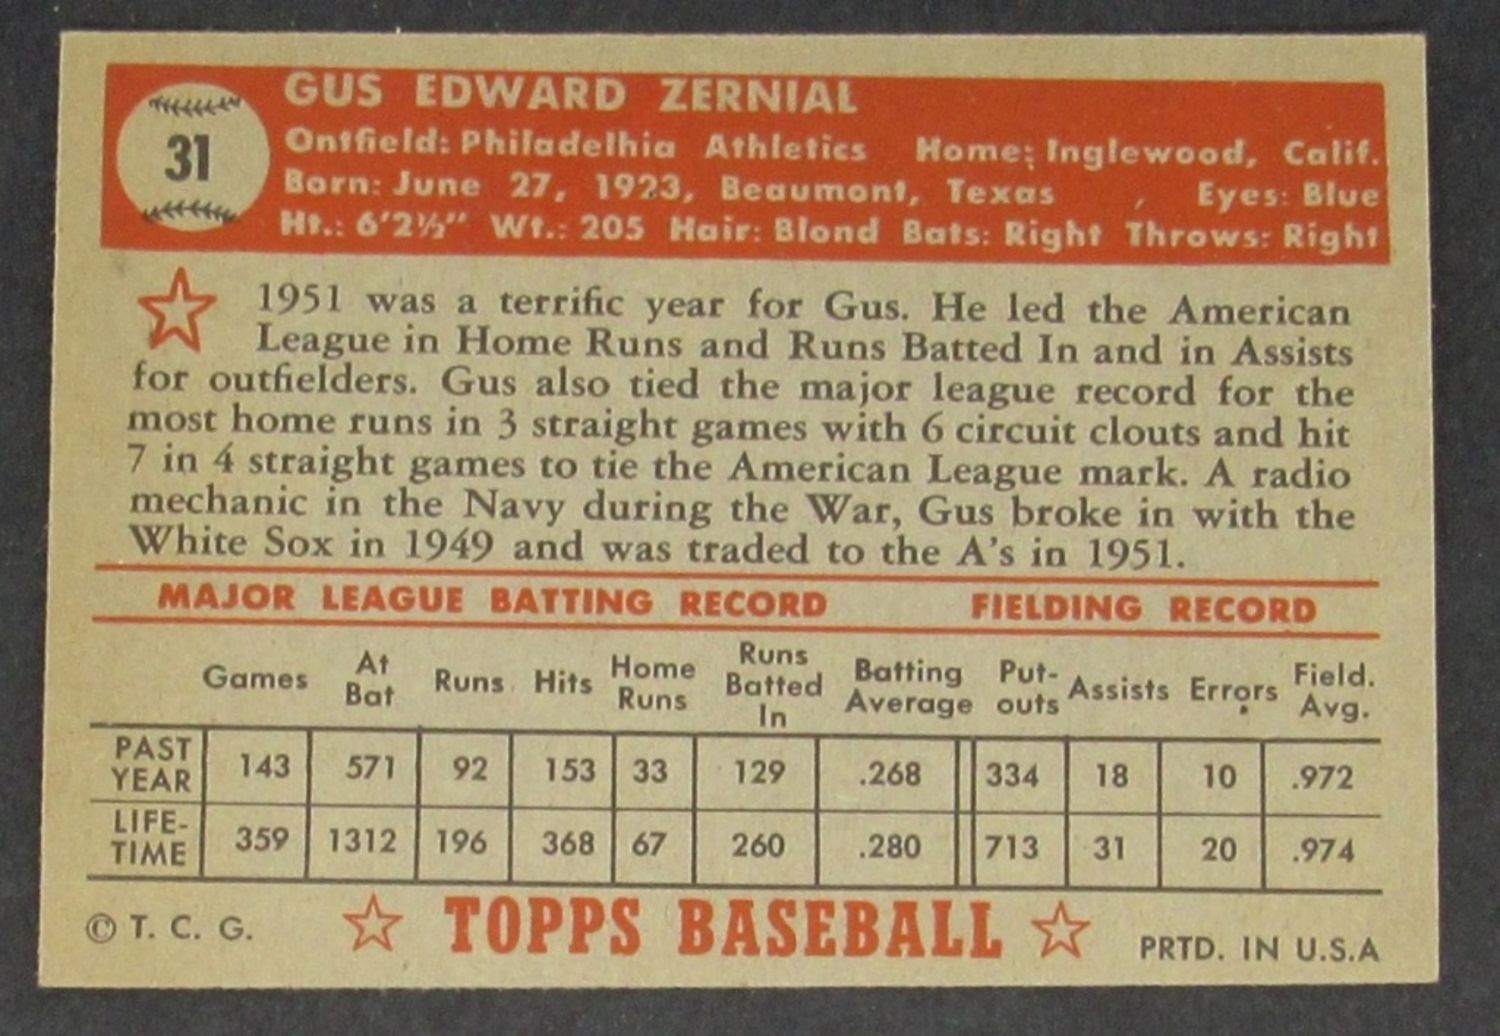 31
GUS EDWARD ZERNIAL
Ontfield: Philadelhia Athletics Home: Inglewood, Calif.
Born: June 27, 1923, Beaumont, Texas , Eyes: Blue
Ht.: 6'2½" Wt.: 205 Hair: Blond Bats: Right Throws: Right
1951 was a terrific year for Gus. He led the American
League in Home Runs and Runs Batted In and in Assists
for outfielders. Gus also tied the major league record for the
most home runs in 3 straight games with 6 circuit clouts and hit
7 in 4 straight games to tie the American League mark. A radio
mechanic in the Navy during the War, Gus broke in with the
White Sox in 1949 and was traded to the A's in 1951.
MAJOR LEAGUE BATTING RECORD FIELDING RECORD
Games At Bat Runs Hits Home Runs Runs Batted In Batting Average Put-outs Assists Errors Field. Avg.
PAST YEAR 143 571 92 153 33 129 .268 334 18 10 .972
LIFE-TIME 359 1312 196 368 67 260 .280 713 31 20 .974
© T. C. G. TOPPS BASEBALL PRTD. IN U.S.A